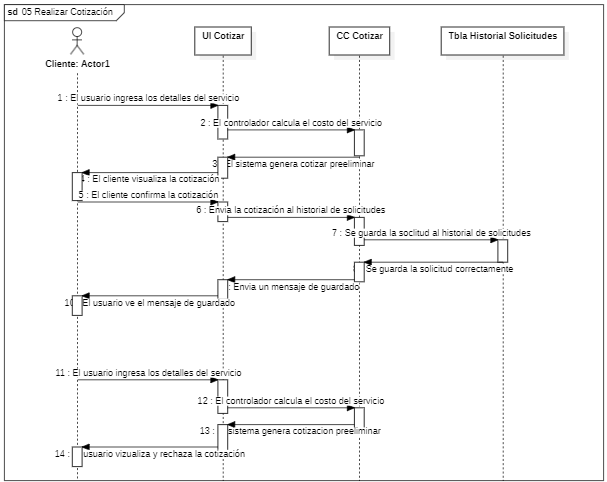 sd 05 Realizar Cotización
UI Cotizar
CC Cotizar
Tbla Historial Solicitudes
Cliente: Actor1
1 : El usuario ingresa los detalles del servicio
2 : El controlador calcula el costo del servicio
3 El sistema genera cotizar preeliminar
: El cliente visualiza la cotización
5 : El cliente confirma la cotización
6 : Envia la cotización al historial de solicitudes
7 : Se guarda la soclitud al historial de solicitudes
Se guarda la solicitud correctamente
: Envia un mensaje de guardado
10 El usuario ve el mensaje de guardado
11 : El usuario ingresa los detalles del servicio
12 : El controlador calcula el costo del servicio
13 : sistema genera cotizacion preeliminar
14 : usuario vizualiza y rechaza la cotización